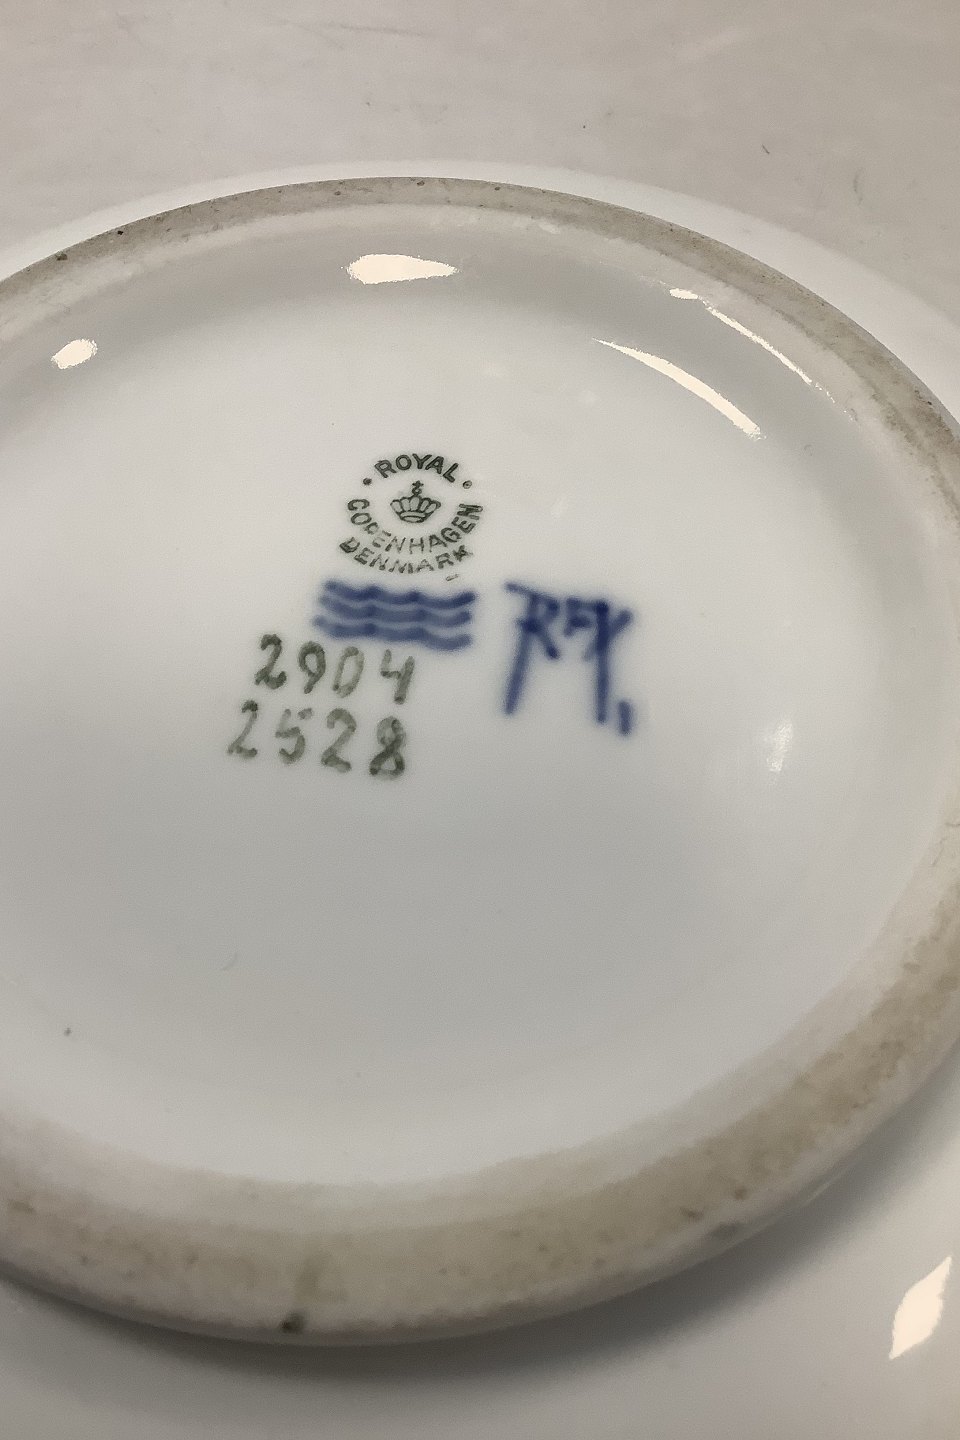 ROYAL
COPENHAGEN
DENMARK
2904
2528